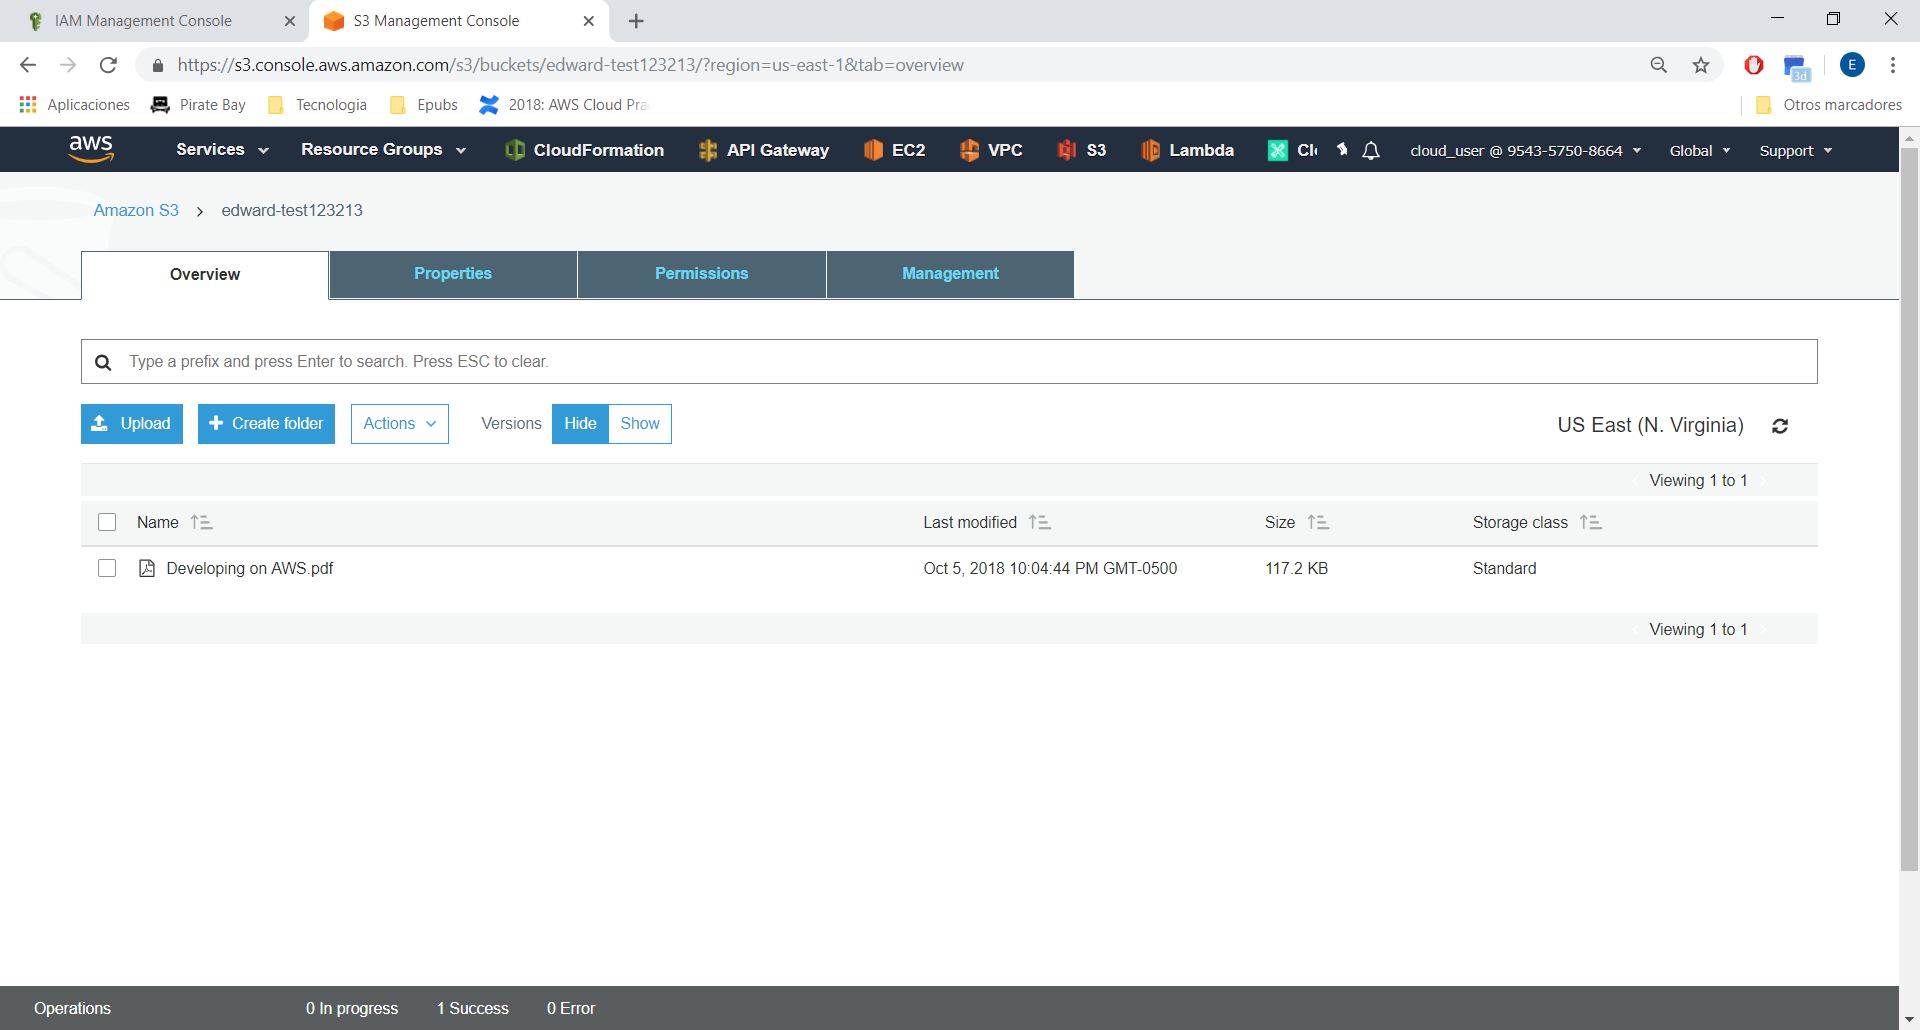 IAM Management Console
S3 Management Console
https://s3.console.aws.amazon.com/s3/buckets/edward-test123213/?region=us-east-1&tab=overview
3d
E
Aplicaciones
Pirate Bay
Tecnologia
Epubs
2018: AWS Cloud Pra
Otros marcadores
aws
Services
Resource Groups
CloudFormation
API Gateway
EC2
VPC
S3
Lambda
cloud_user @ 9543-5750-8664
Global
Support
Amazon S3 > edward-test123213
Overview
Properties
Permissions
Management
Type a prefix and press Enter to search. Press ESC to clear.
Upload
+ Create folder
Actions
Versions
Hide
Show
US East (N. Virginia)
Viewing 1 to 1
Name
Last modified
Size
Storage class
Developing on AWS.pdf
Oct 5, 2018 10:04:44 PM GMT-0500
117.2 KB
Standard
Viewing 1 to 1
Operations
0 In progress
1 Success
0 Error